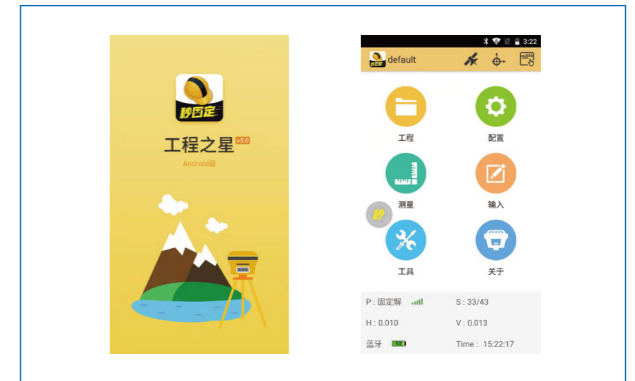 秒固定
工程之星 v5.0
Android版
3:22
default
工程
配置
测量
输入
秒
工具
关于
P : 固定解
S : 33/43
H : 0.010
V : 0.013
蓝牙
Time : 15:22:17